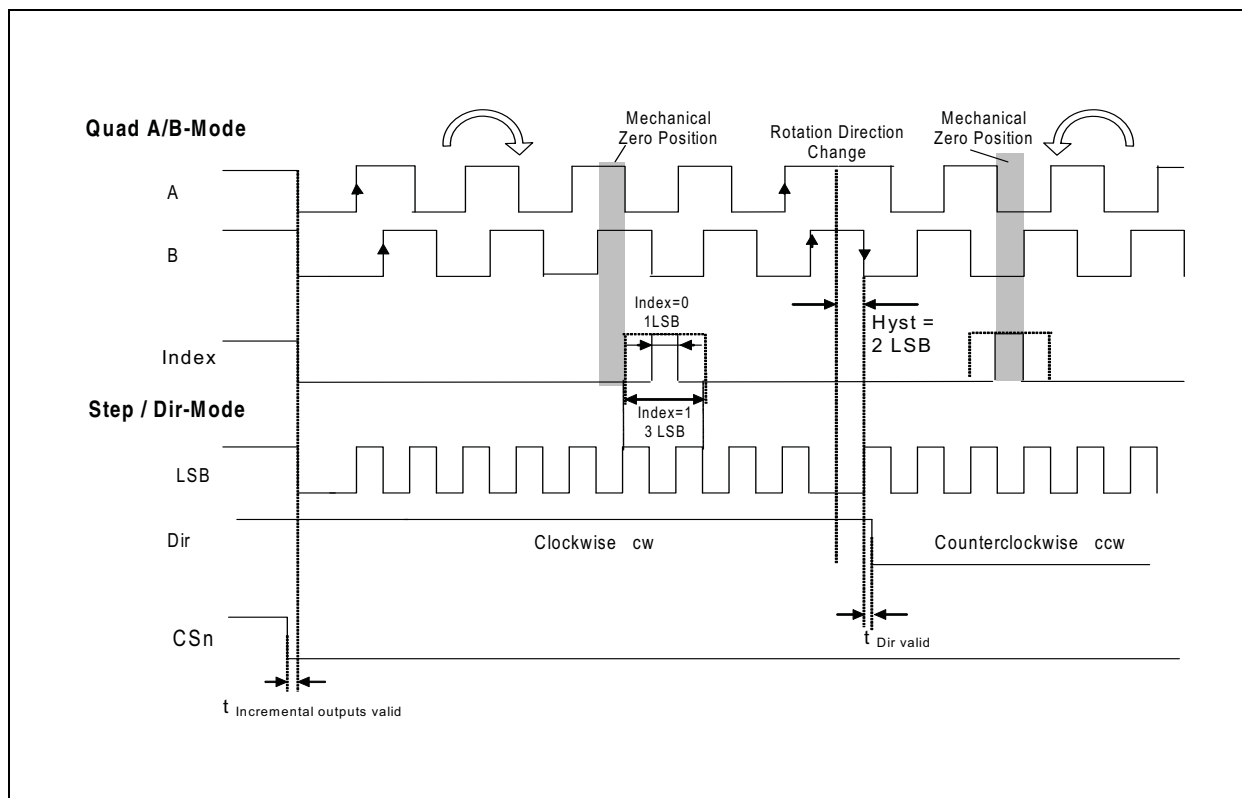 Quad A/B-Mode
Mechanical
Zero Position
Rotation Direction
Change
Mechanical
Zero Position
A
B
Index=0
1LSB
Hyst =
2 LSB
Index
Step / Dir-Mode
Index=1
3 LSB
LSB
Dir
Clockwise cw
Counterclockwise ccw
CSn
t Dir valid
t Incremental outputs valid